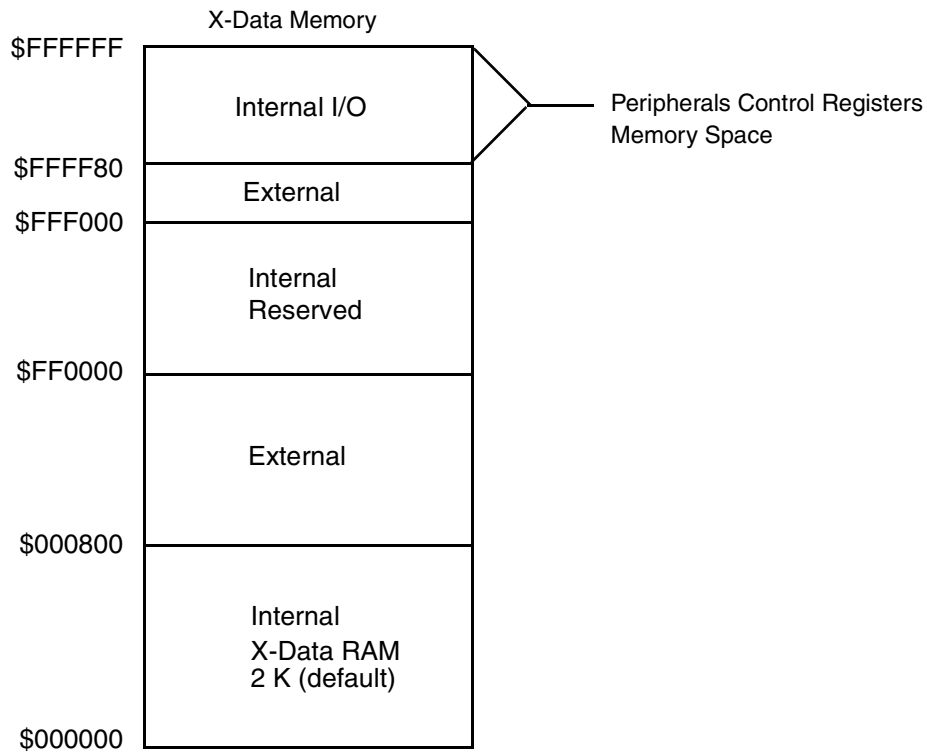 X-Data Memory
$FFFFFF
Internal I/O
Peripherals Control Registers
Memory Space
$FFFF80
External
$FFF000
Internal
Reserved
$FF0000
External
$000800
Internal
X-Data RAM
2 K (default)
$000000